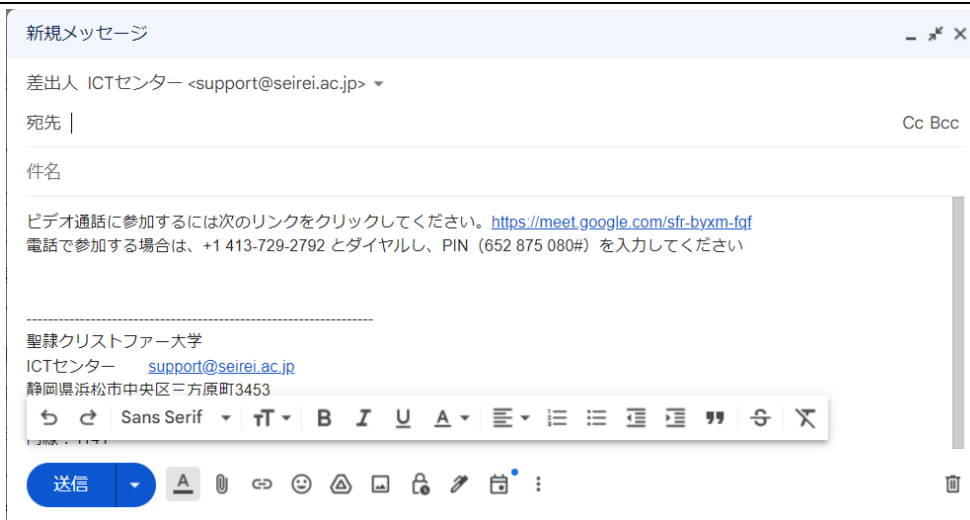 新規メッセージ
差出人 ICTセンター <support@seirei.ac.jp>
宛先
Cc Bcc
件名
ビデオ通話に参加するには次のリンクをクリックしてください。https://meet.google.com/sfr-byxm-fqf
電話で参加する場合は、+1 413-729-2792 とダイヤルし、PIN（652 875 080#）を入力してください
----------------------------------------------------------------
聖隷クリストファー大学
ICTセンター support@seirei.ac.jp
静岡県浜松市中央区三方原町3453
Sans Serif
送信